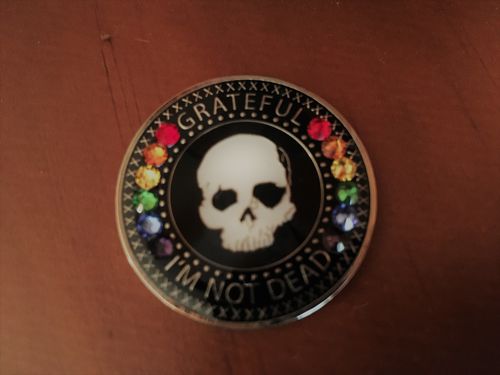 GRATEFUL
I'M NOT DEAD